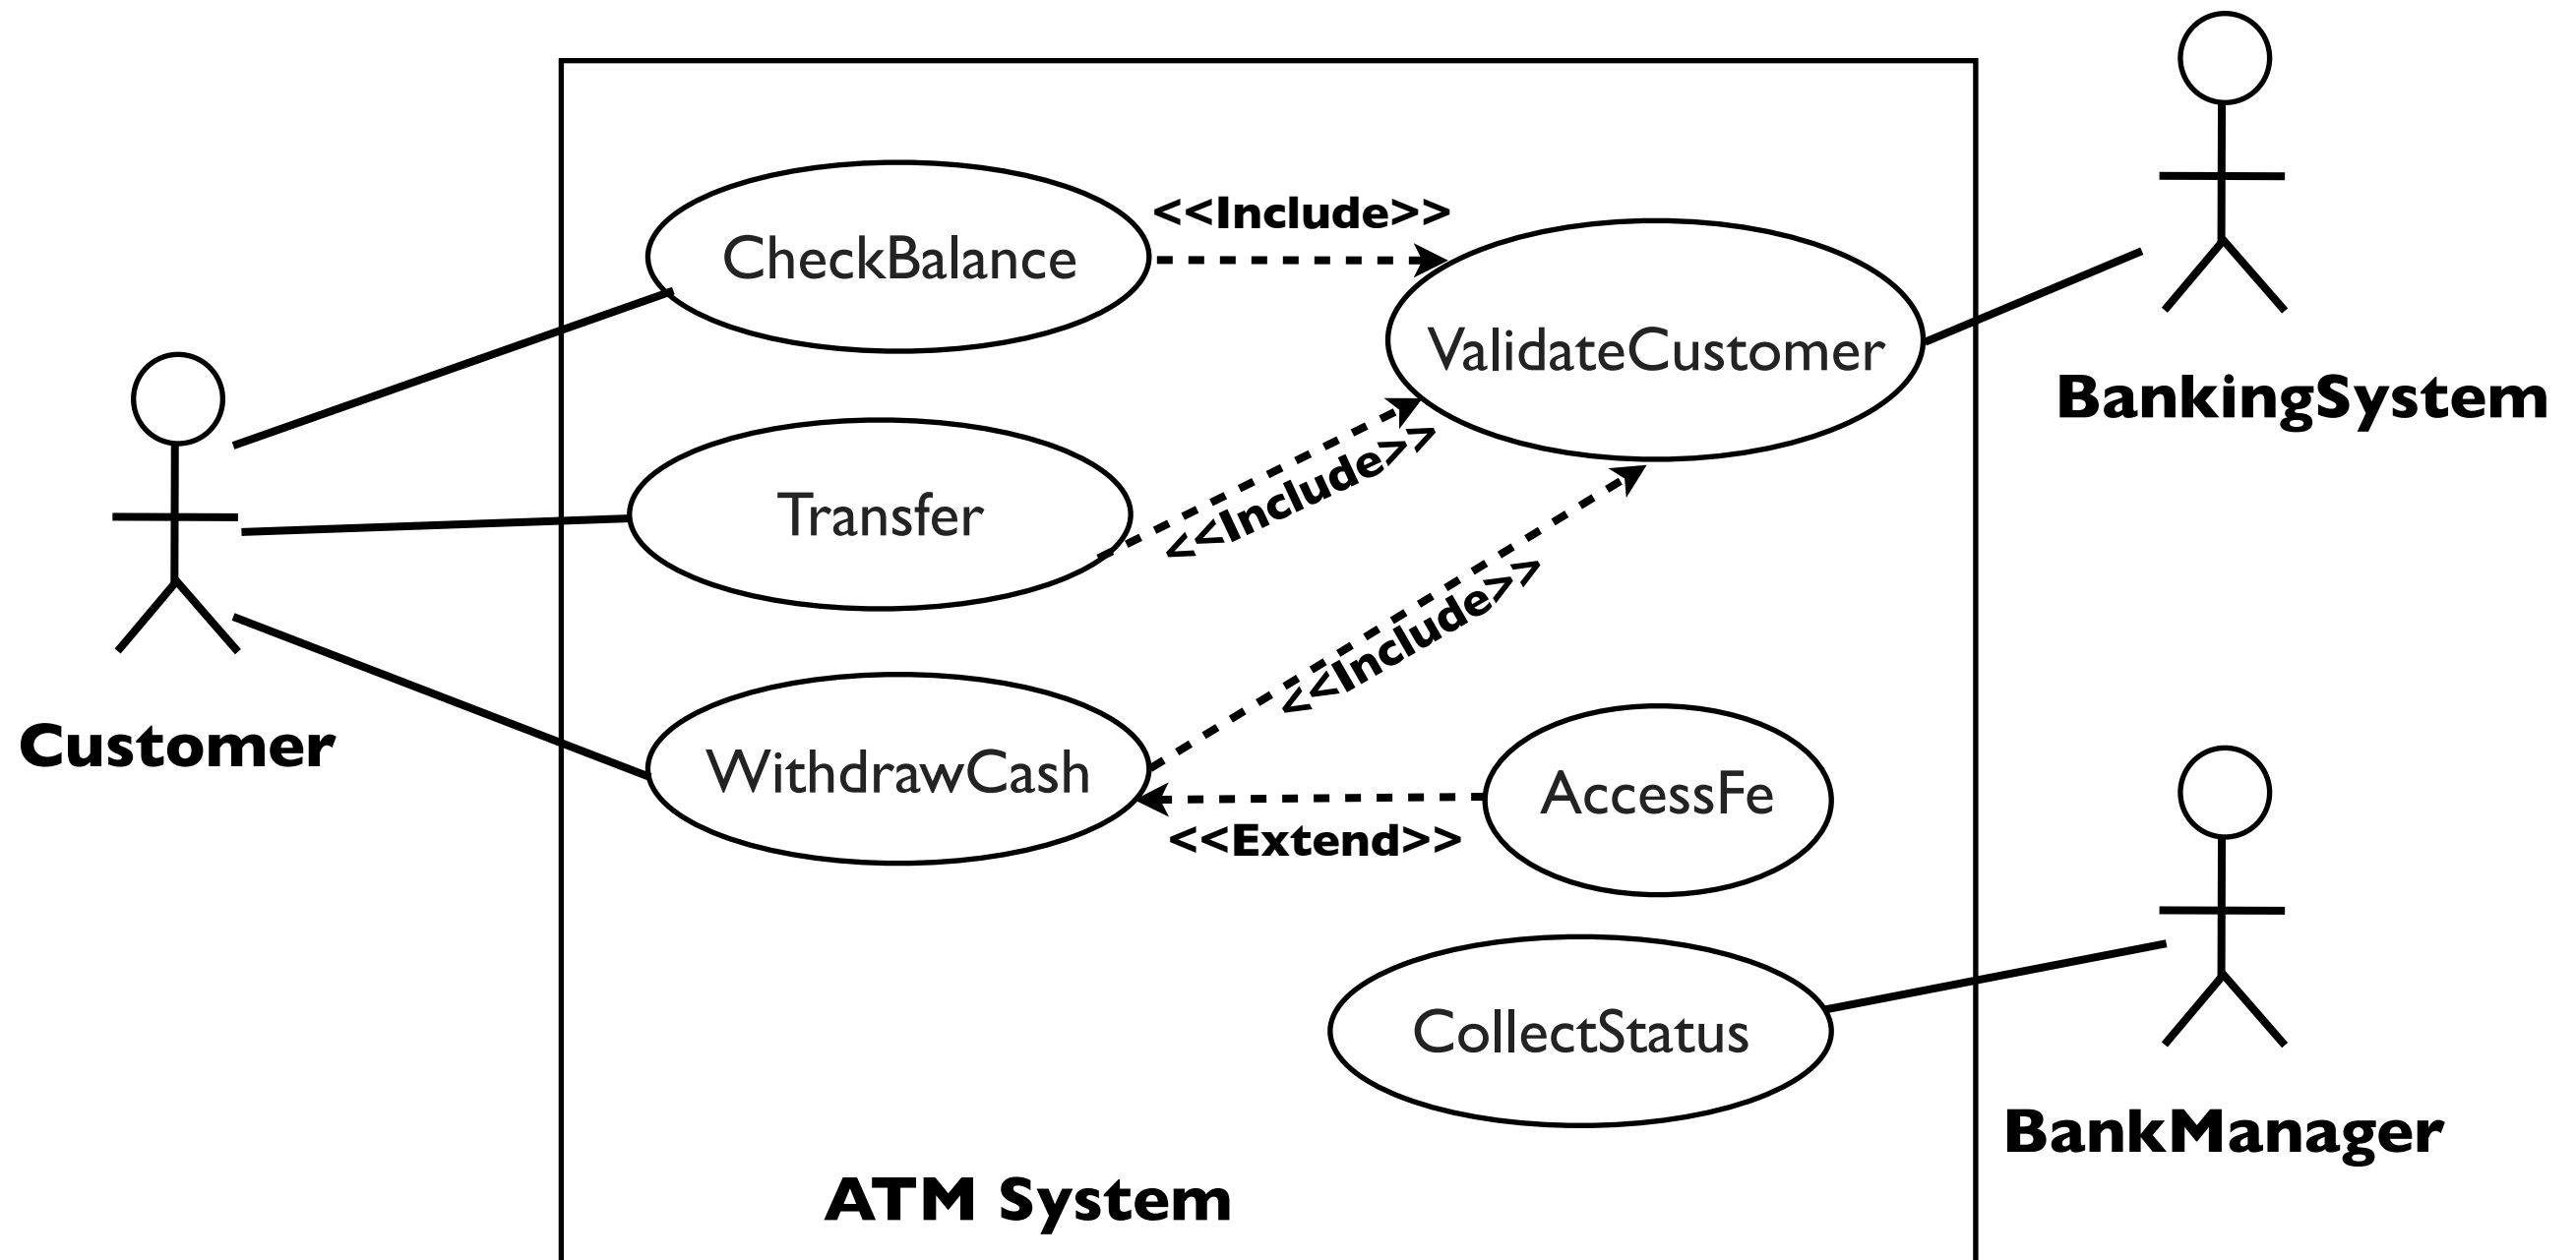 <<Include>>
CheckBalance
ValidateCustomer
BankingSystem
Transfer
<<Include>>
<<Include>>
Customer
WithdrawCash
AccessFe
<<Extend>>
CollectStatus
BankManager
ATM System